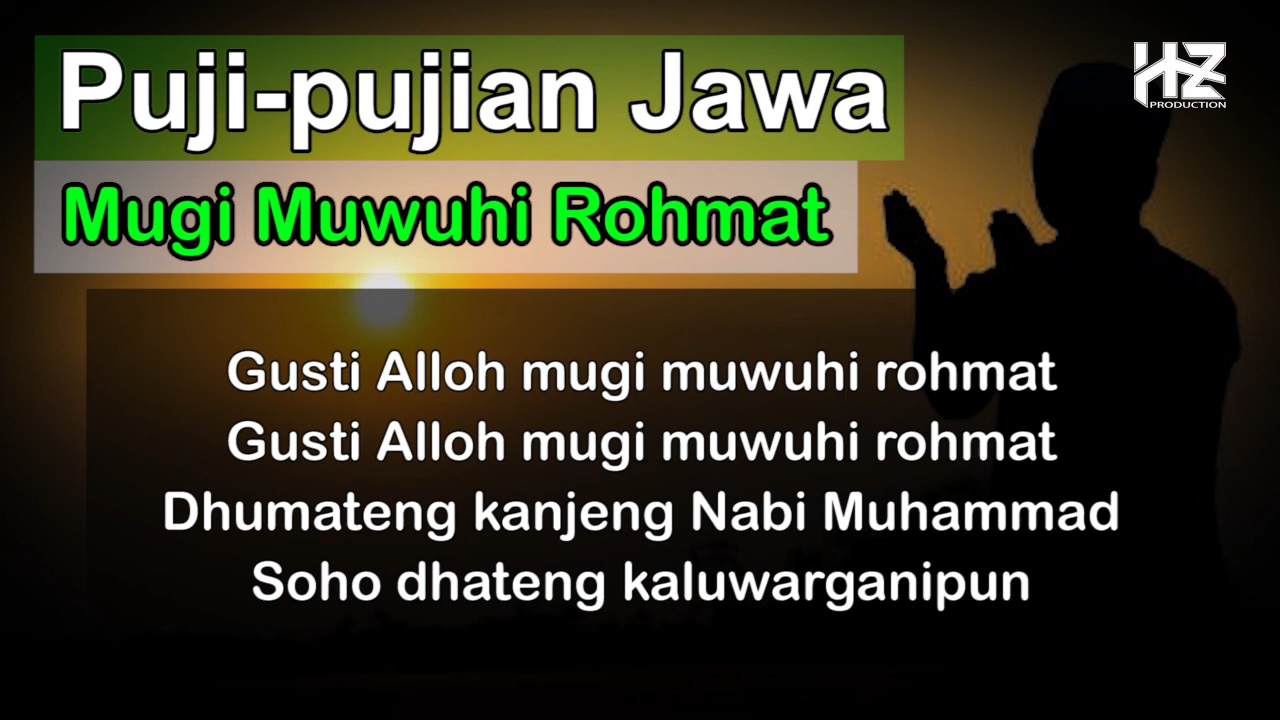 Puji-pujian Jawa
HZ
PRODUCTION
Mugi Muwuhi Rohmat
Gusti Alloh mugi muwuhi rohmat
Gusti Alloh mugi muwuhi rohmat
Dhumateng kanjeng Nabi Muhammad
Soho dhateng kaluwarganipun